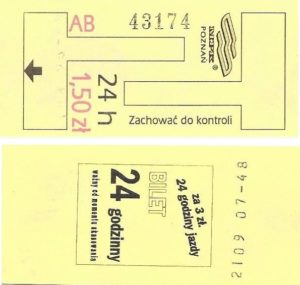 AB 43174
INEPEK ®
POZNAŃ
24 h
1,50 zł
Zachować do kontroli
za 3 zł.
24 godziny jazdy
BILET
24
godzinny
ważny od momentu skasowania
2109 07-48